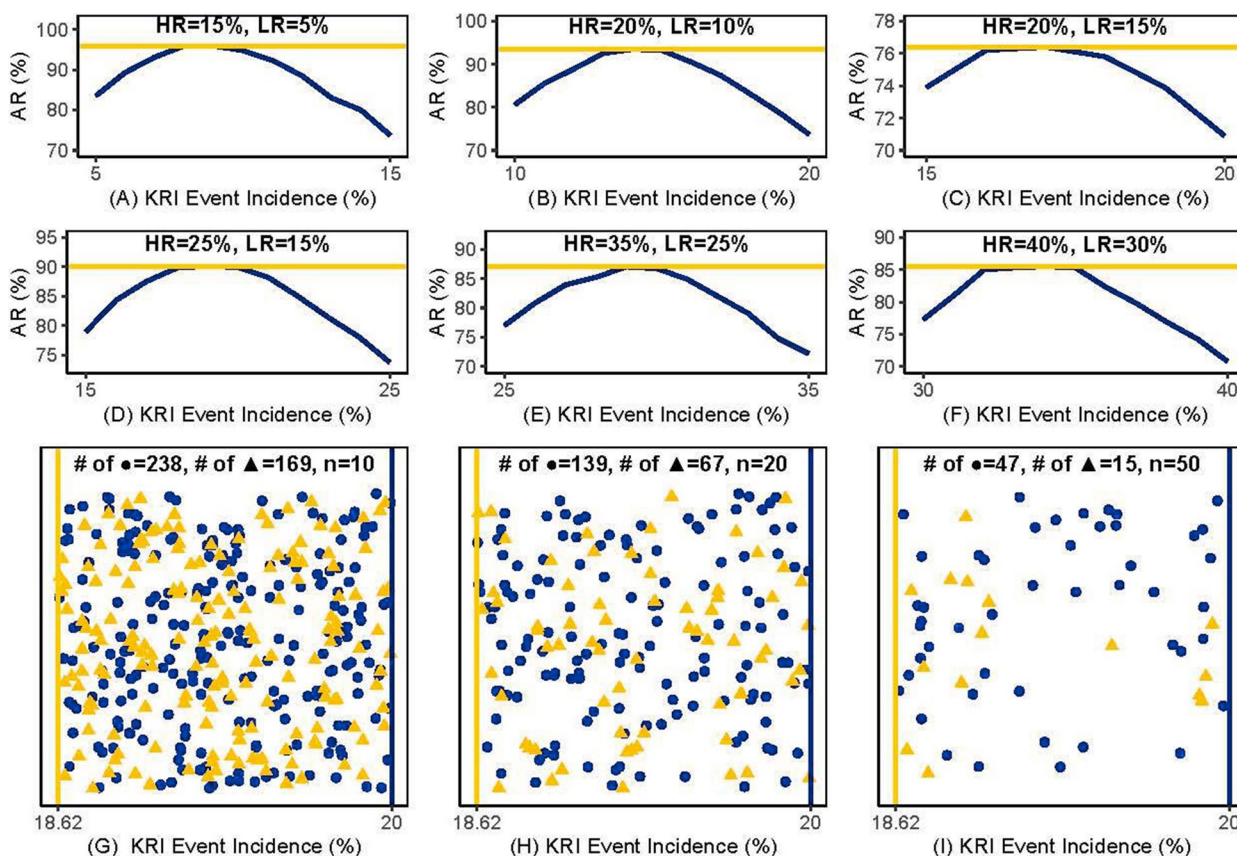 HR=15%, LR=5%
AR (%)
100
90
80
70
5
15
(A) KRI Event Incidence (%)
HR=20%, LR=10%
AR (%)
100
90
80
70
10
20
(B) KRI Event Incidence (%)
HR=20%, LR=15%
AR (%)
78
76
74
72
70
15
20
(C) KRI Event Incidence (%)
HR=25%, LR=15%
AR (%)
95
90
85
80
75
15
25
(D) KRI Event Incidence (%)
HR=35%, LR=25%
AR (%)
90
85
80
75
70
25
35
(E) KRI Event Incidence (%)
HR=40%, LR=30%
AR (%)
90
85
80
75
70
30
40
(F) KRI Event Incidence (%)
# of ●=238, # of ▲=169, n=10
18.62
20
(G) KRI Event Incidence (%)
# of ●=139, # of ▲=67, n=20
18.62
20
(H) KRI Event Incidence (%)
# of ●=47, # of ▲=15, n=50
18.62
20
(I) KRI Event Incidence (%)